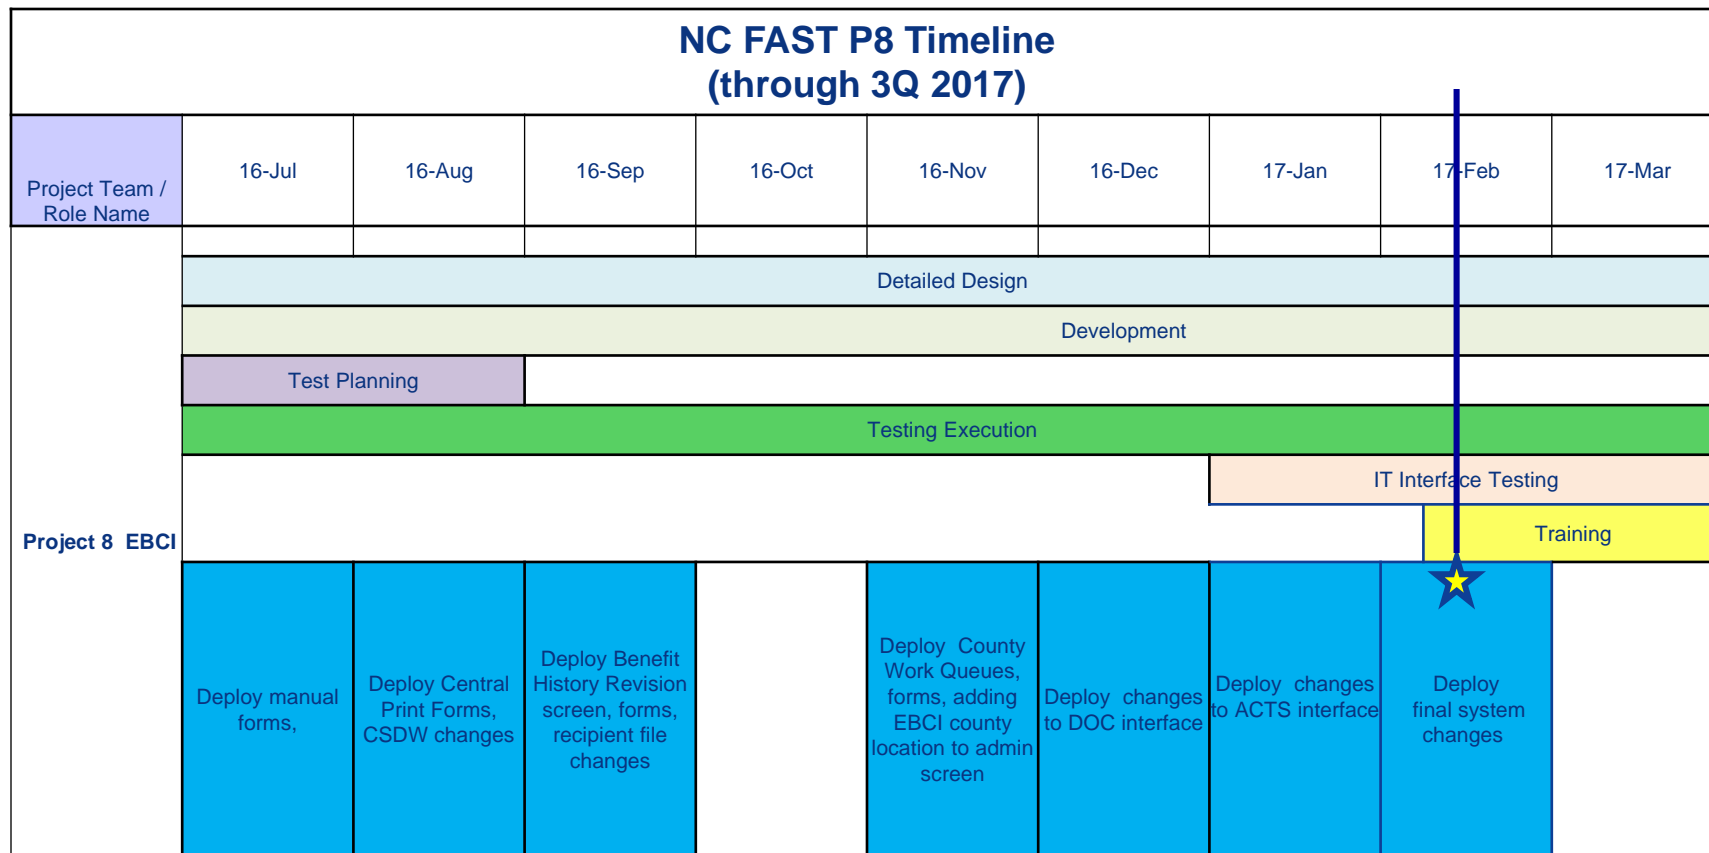 NC FAST P8 Timeline
(through 3Q 2017)
Project Team /
Role Name
16-Jul
16-Aug
16-Sep
16-Oct
16-Nov
16-Dec
17-Jan
17-Feb
17-Mar
Detailed Design
Development
Test Planning
Testing Execution
IT Interface Testing
Training
Project 8 EBCI
Deploy manual
forms,
Deploy Central
Print Forms,
CSDW changes
Deploy Benefit
History Revision
screen, forms,
recipient file
changes
Deploy County
Work Queues,
forms, adding
EBCI county
location to admin
screen
Deploy changes
to DOC interface
Deploy changes
to ACTS interface
Deploy
final system
changes